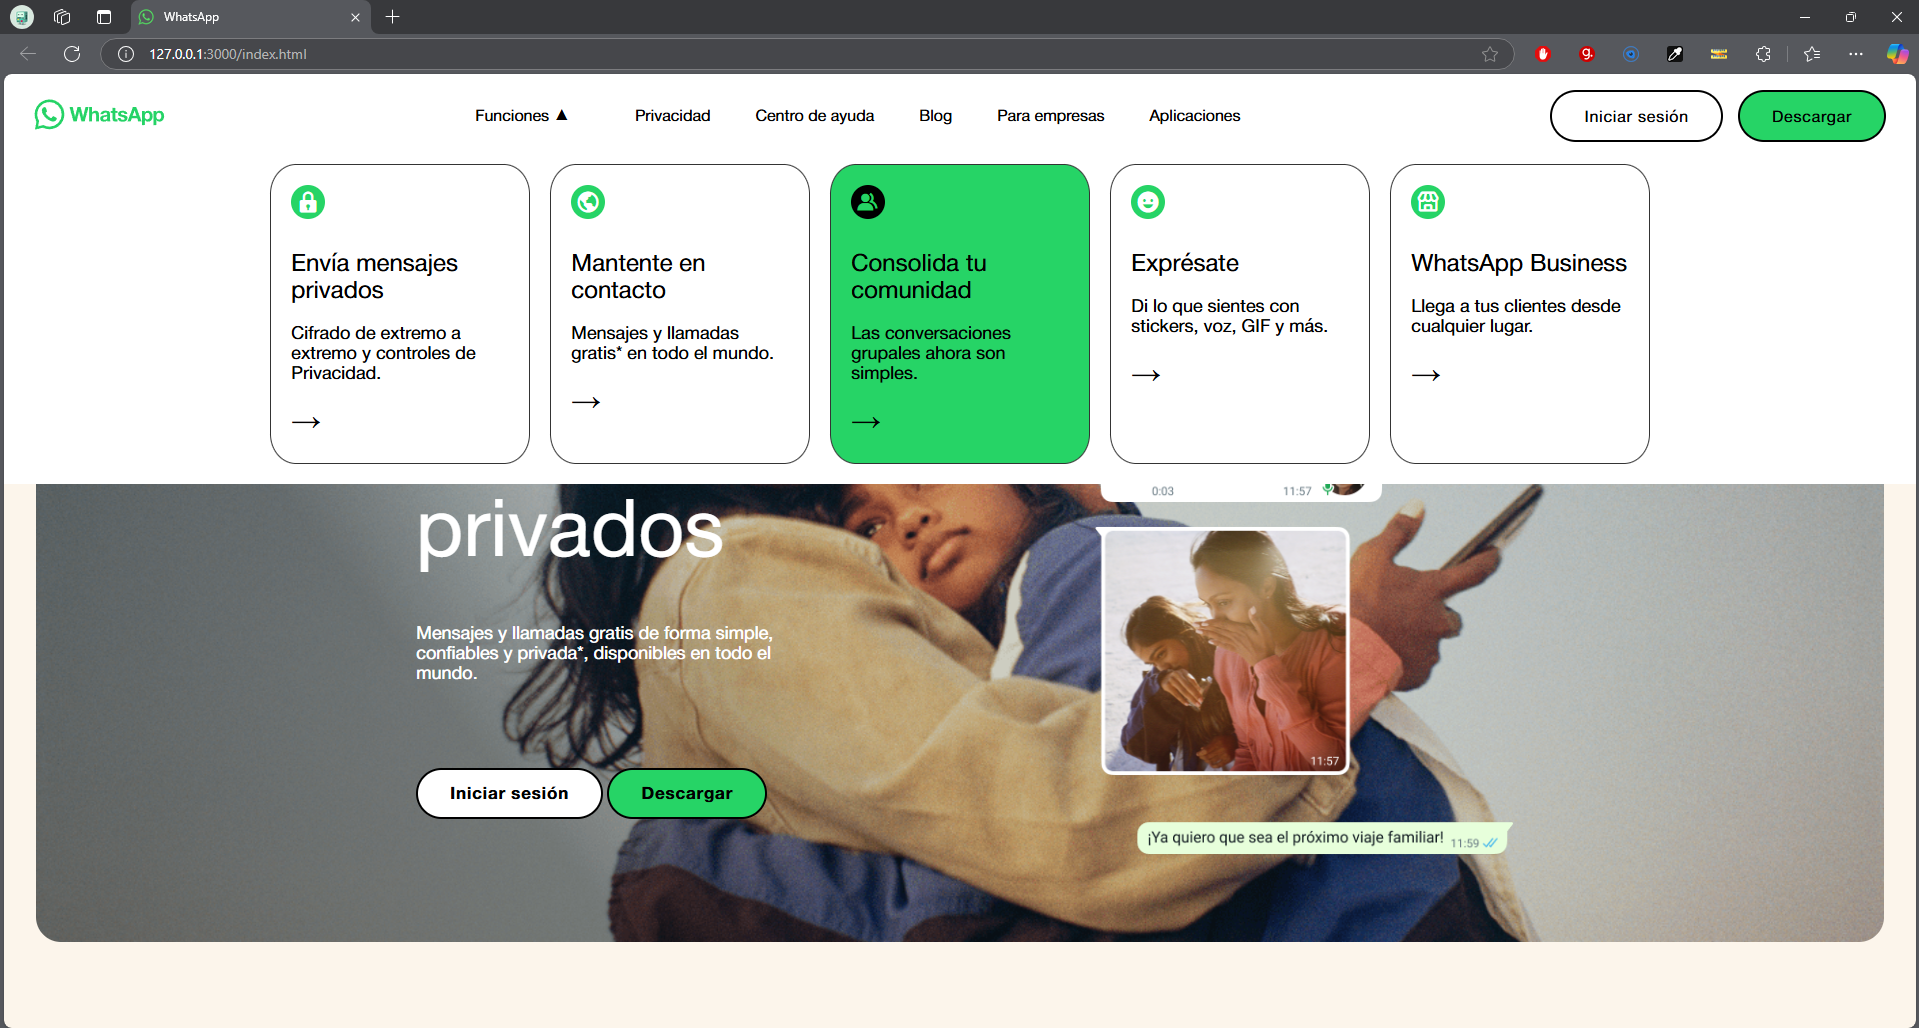 WhatsApp
127.0.0.1:3000/index.html
WhatsApp
Funciones ▲
Privacidad
Centro de ayuda
Blog
Para empresas
Aplicaciones
Iniciar sesión
Descargar
Envía mensajes
privados
Cifrado de extremo a
extremo y controles de
Privacidad.
→
Mantente en
contacto
Mensajes y llamadas
gratis* en todo el mundo.
→
Consolida tu
comunidad
Las conversaciones
grupales ahora son
simples.
→
Exprésate
Di lo que sientes con
stickers, voz, GIF y más.
→
WhatsApp Business
Llega a tus clientes desde
cualquier lugar.
→
0:03
11:57
privados
Mensajes y llamadas gratis de forma simple,
confiables y privada*, disponibles en todo el
mundo.
Iniciar sesión
Descargar
11:57
¡Ya quiero que sea el próximo viaje familiar! 11:59